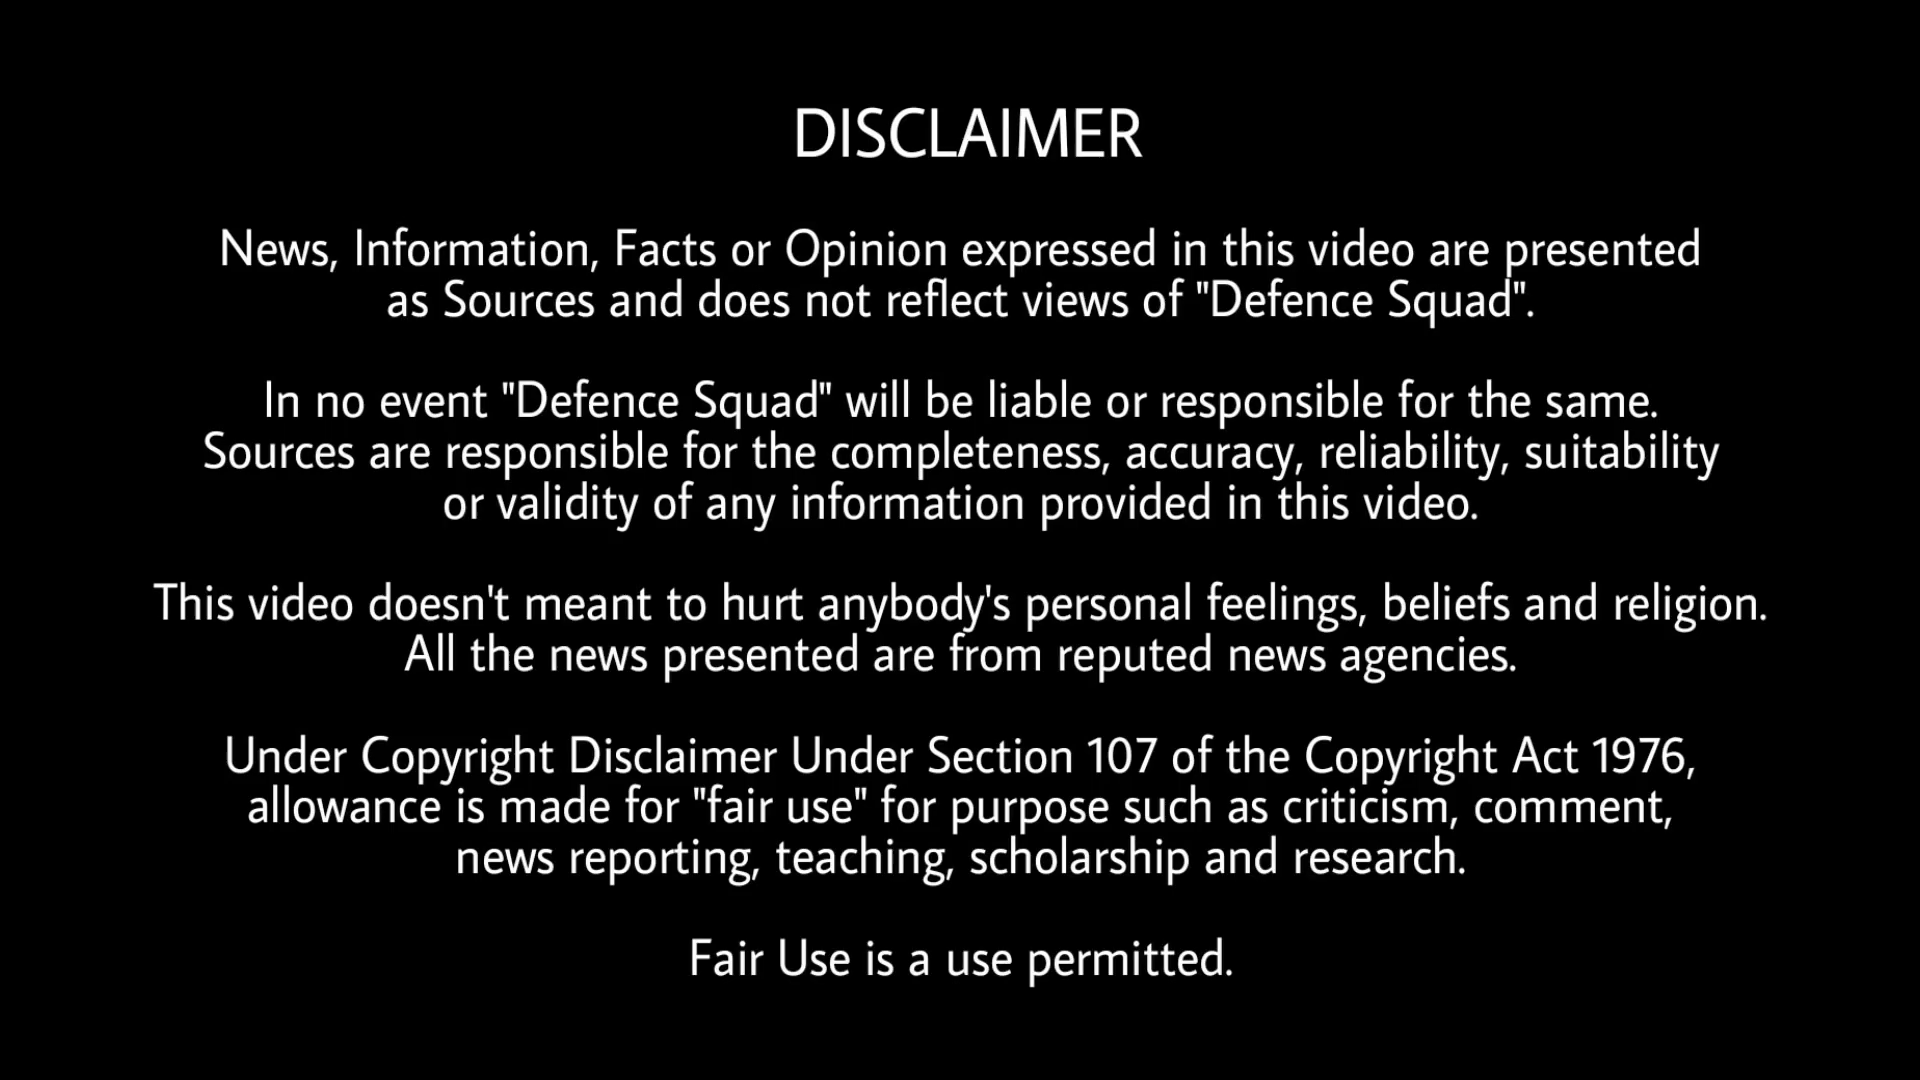 DISCLAIMER
News, Information, Facts or Opinion expressed in this video are presented
as Sources and does not reflect views of "Defence Squad".
In no event "Defence Squad" will be liable or responsible for the same.
Sources are responsible for the completeness, accuracy, reliability, suitability
or validity of any information provided in this video.
This video doesn't meant to hurt anybody's personal feelings, beliefs and religion.
All the news presented are from reputed news agencies.
Under Copyright Disclaimer Under Section 107 of the Copyright Act 1976,
allowance is made for "fair use" for purpose such as criticism, comment,
news reporting, teaching, scholarship and research.
Fair Use is a use permitted.